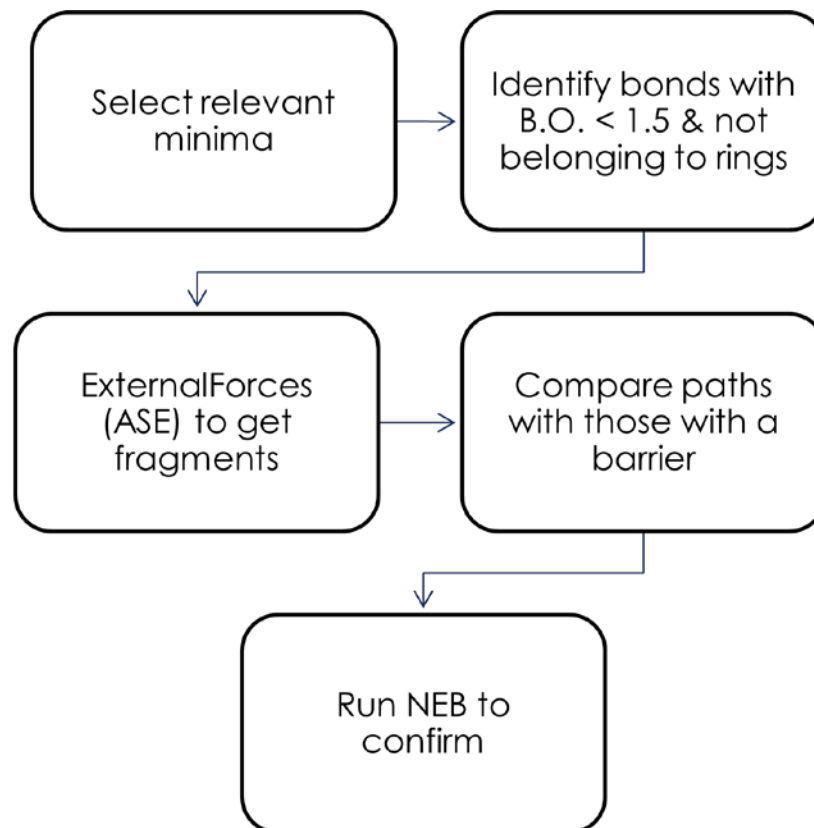 Select relevant
minima
Identify bonds with
B.O. < 1.5 & not
belonging to rings
ExternalForces
(ASE) to get
fragments
Compare paths
with those with a
barrier
Run NEB to
confirm